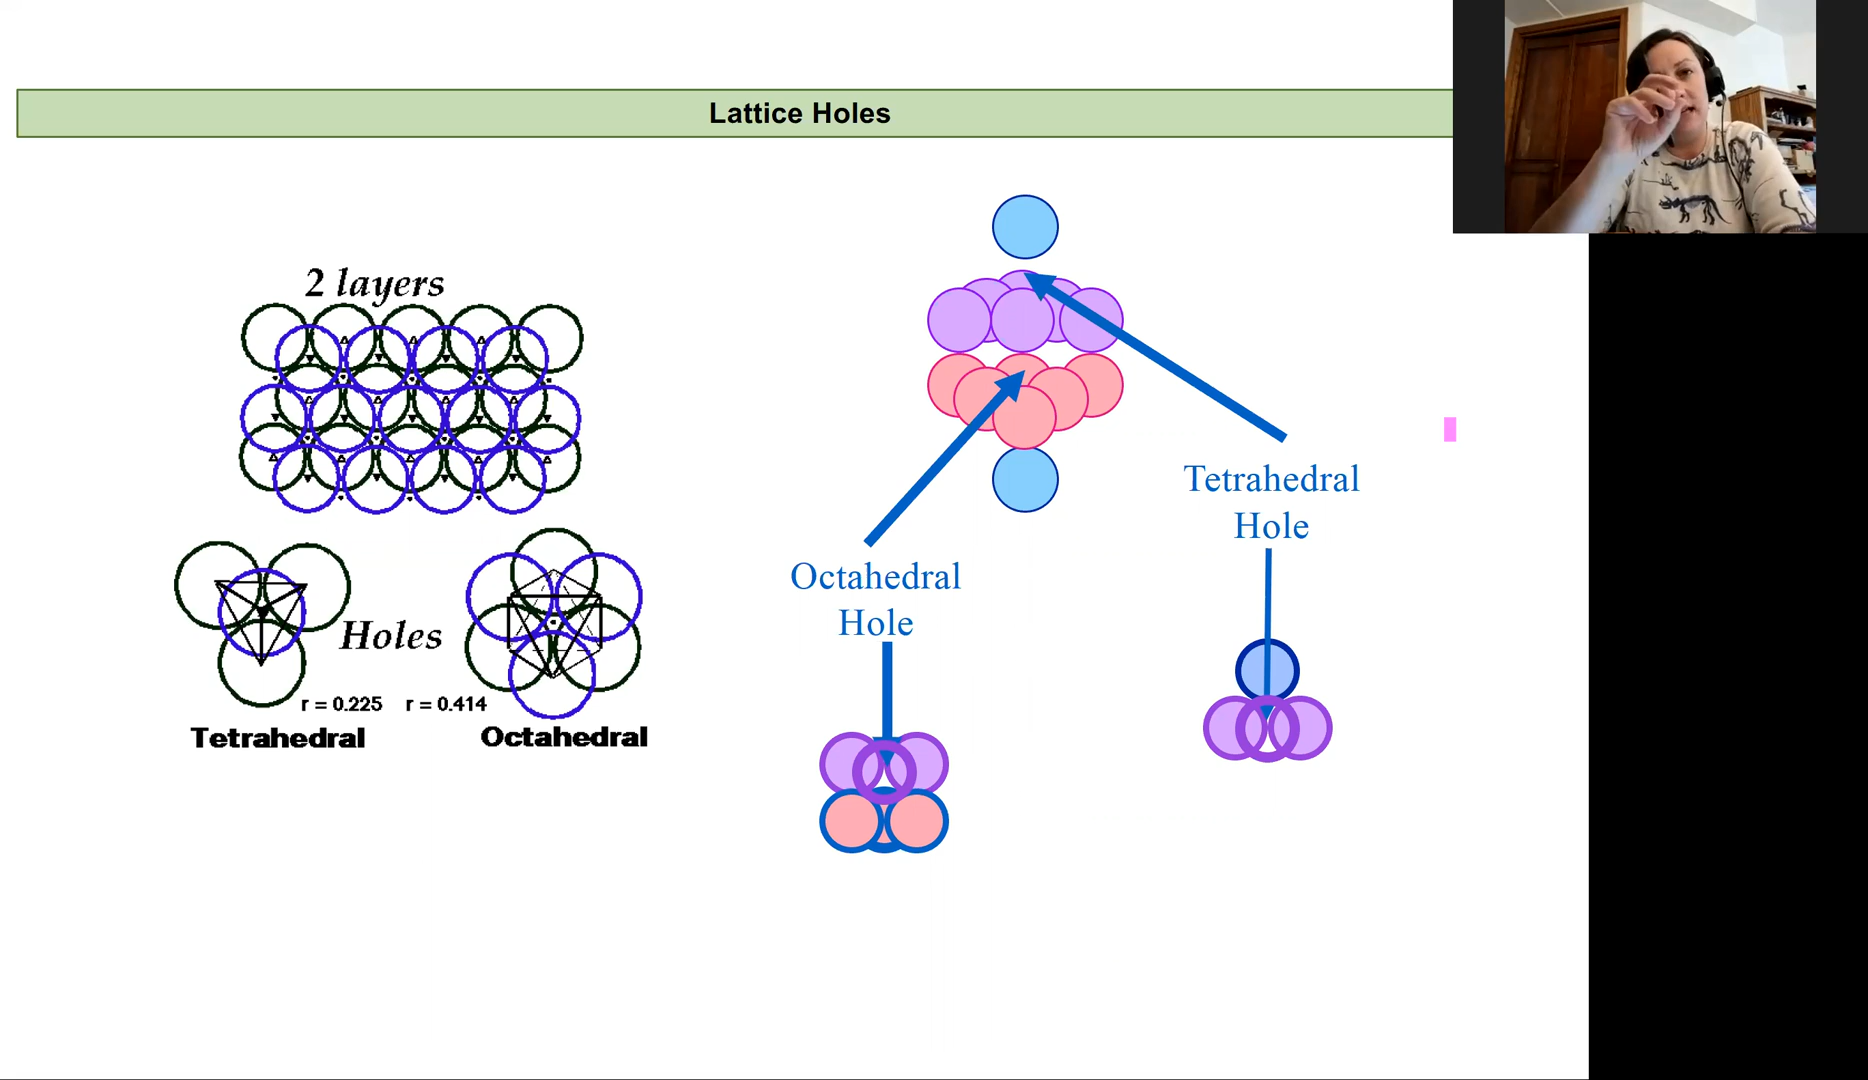 Lattice Holes
2 layers
Holes
r = 0.225
r = 0.414
Tetrahedral
Octahedral
Octahedral
Hole
Tetrahedral
Hole